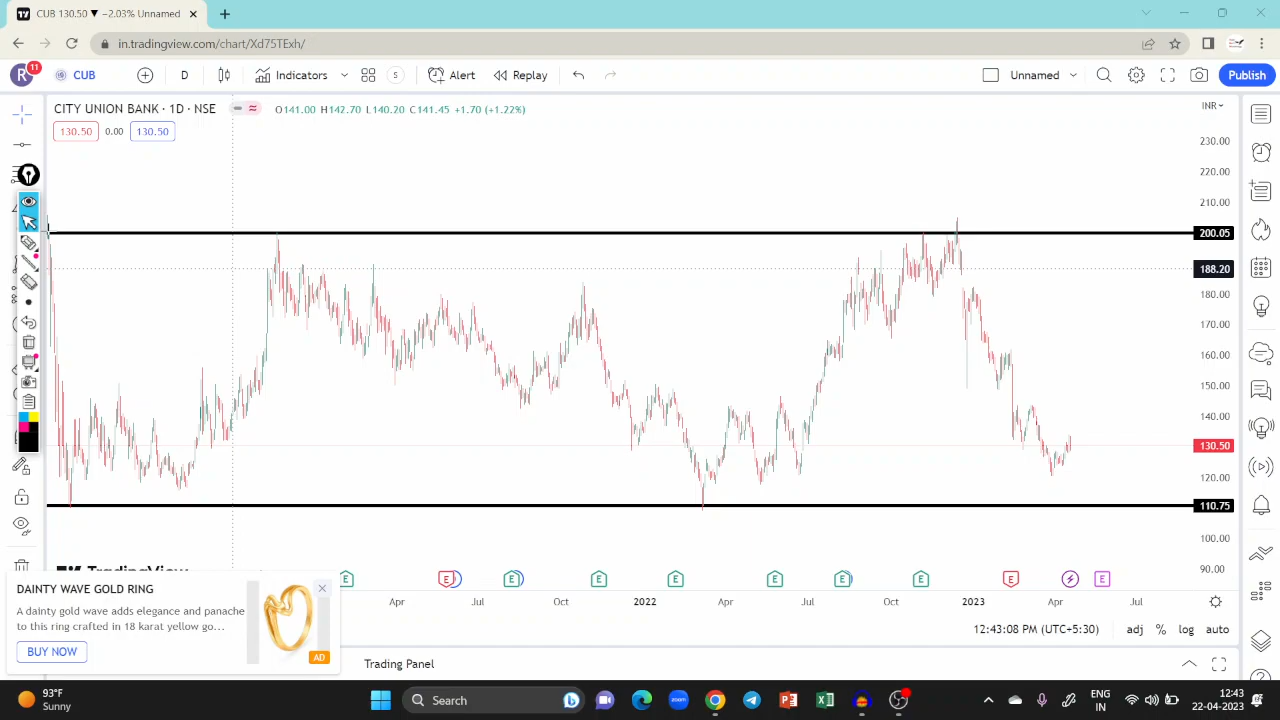 CUB 130.50 ▼ −2.03% Unnamed
in.tradingview.com/chart/Xd75TExh/
R 11 CUB D Indicators S Alert Replay Unnamed Publish
CITY UNION BANK · 1D · NSE O141.00 H142.70 L140.20 C141.45 +1.70 (+1.22%)
INR
130.50 0.00 130.50
230.00
220.00
210.00
200.05
188.20
180.00
170.00
160.00
150.00
140.00
130.50
120.00
110.75
100.00
90.00
TradingView
E E E E E E E E E E
Apr Jul Oct 2022 Apr Jul Oct 2023 Apr Jul
DAINTY WAVE GOLD RING
A dainty gold wave adds elegance and panache
to this ring crafted in 18 karat yellow go...
BUY NOW
AD
12:43:08 PM (UTC+5:30) adj % log auto
Trading Panel
93°F
Sunny
Search
zoom
ENG
IN
12:43
22-04-2023